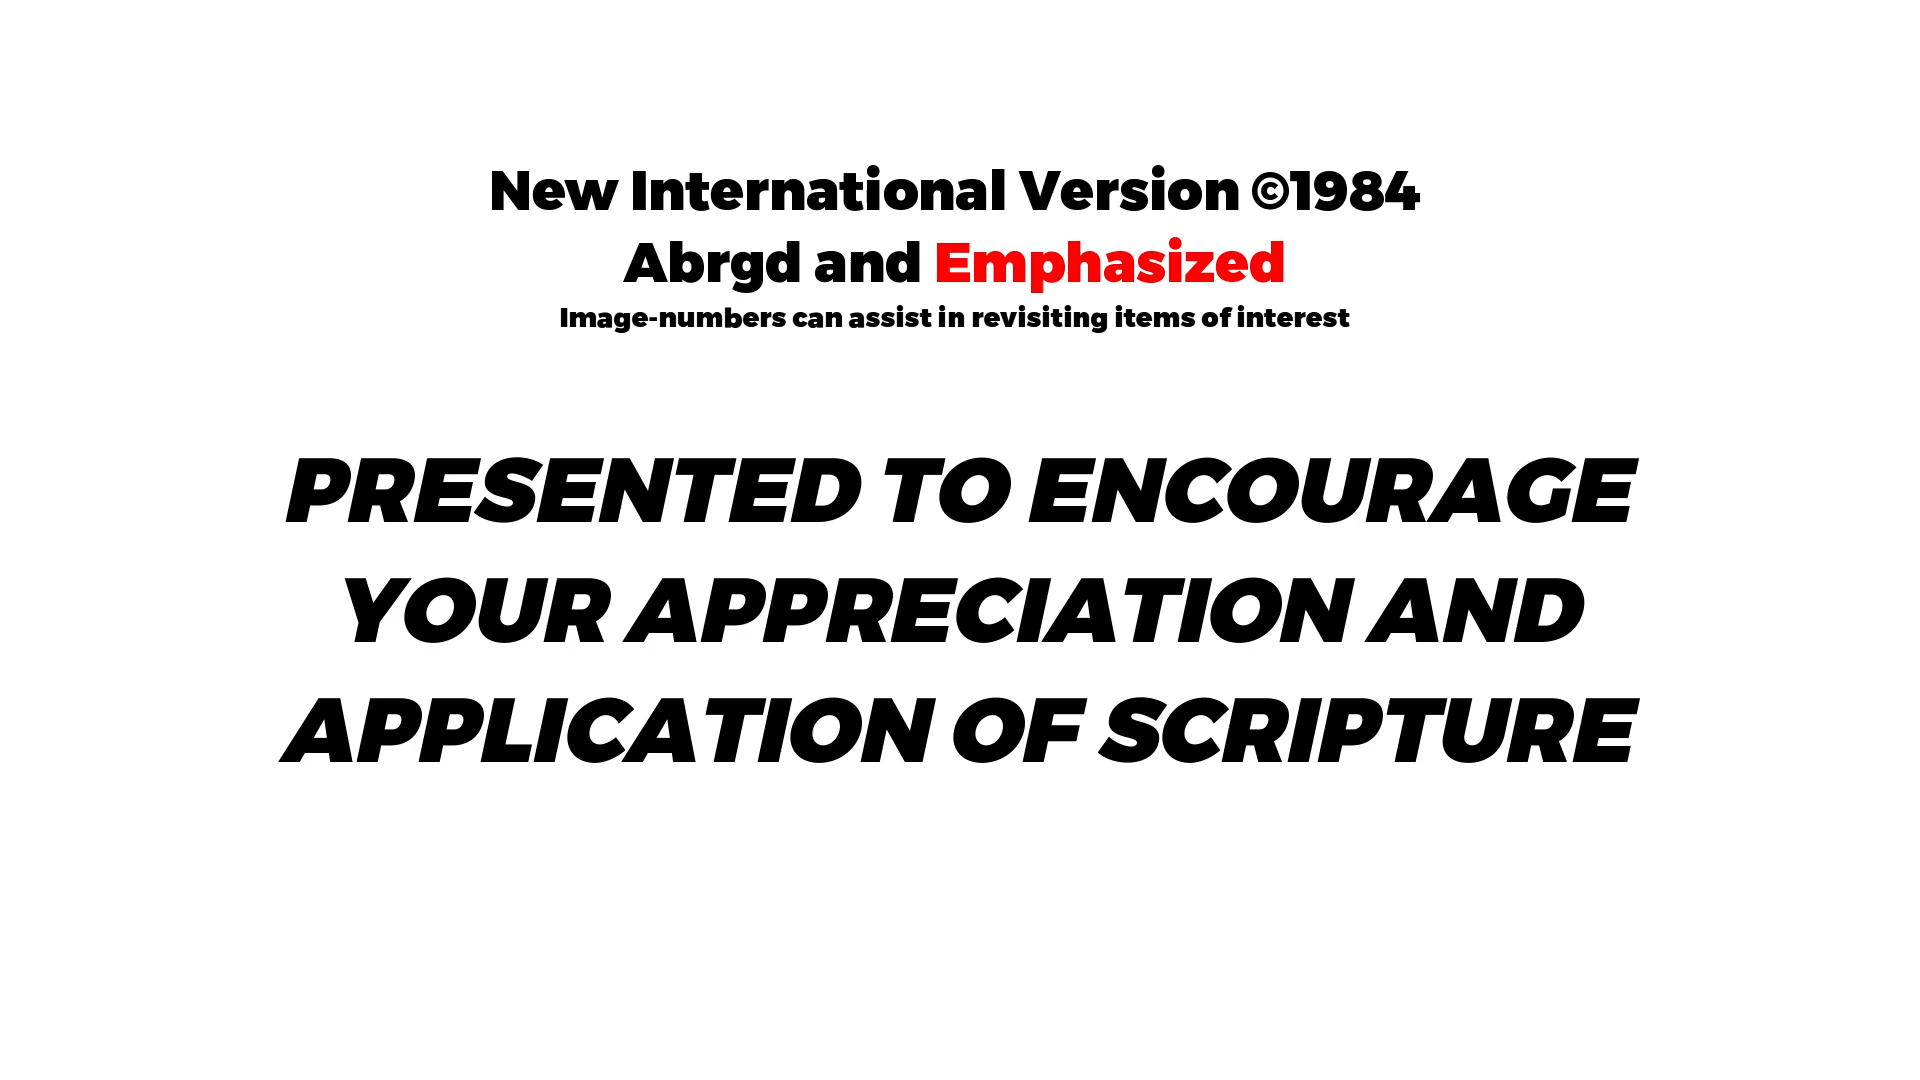 New International Version ©1984
Abrgd and Emphasized
Image-numbers can assist in revisiting items of interest
PRESENTED TO ENCOURAGE
YOUR APPRECIATION AND
APPLICATION OF SCRIPTURE